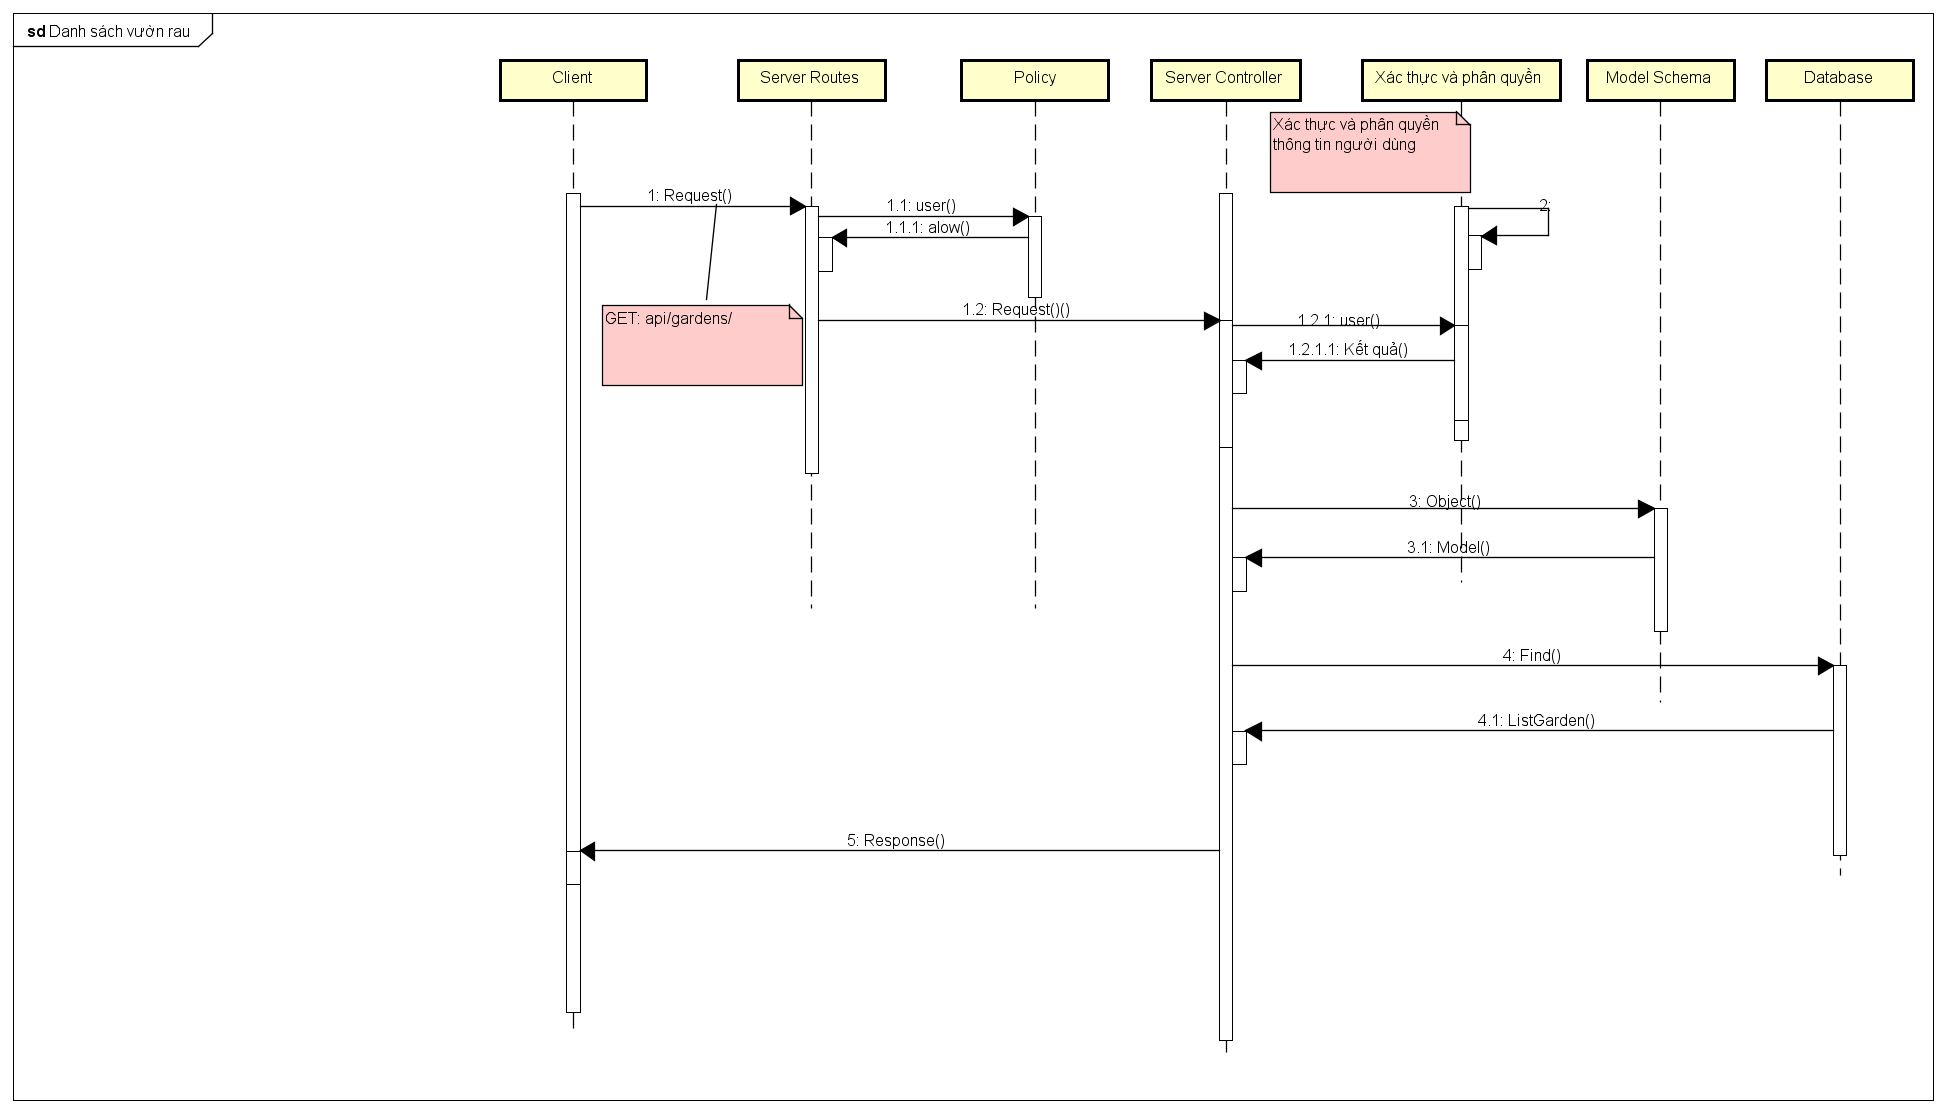 sd Danh sách vườn rau
Client
Server Routes
Policy
Server Controller
Xác thực và phân quyền
Model Schema
Database
Xác thực và phân quyền
thông tin người dùng
1: Request()
1.1: user()
2:
1.1.1: alow()
GET: api/gardens/
1.2: Request()()
1.2.1: user()
1.2.1.1: Kết quả()
3: Object()
3.1: Model()
4: Find()
4.1: ListGarden()
5: Response()